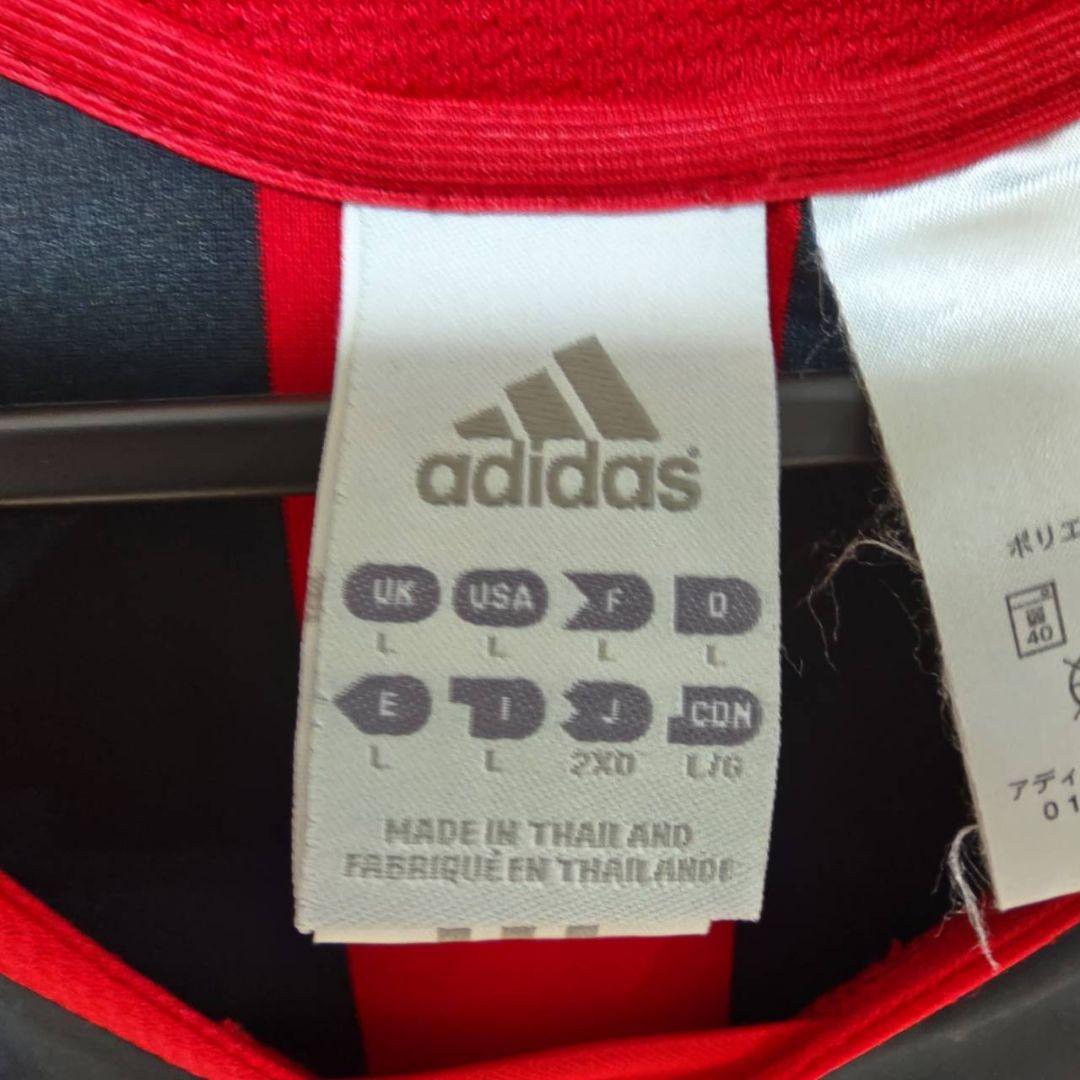 adidas®
UK USA F D
L L L L
E I J CDN
L L 2XO L/G
MADE IN THAILAND
FABRIQUÉ EN THAILANDE
ポリエ
40
アディ
01